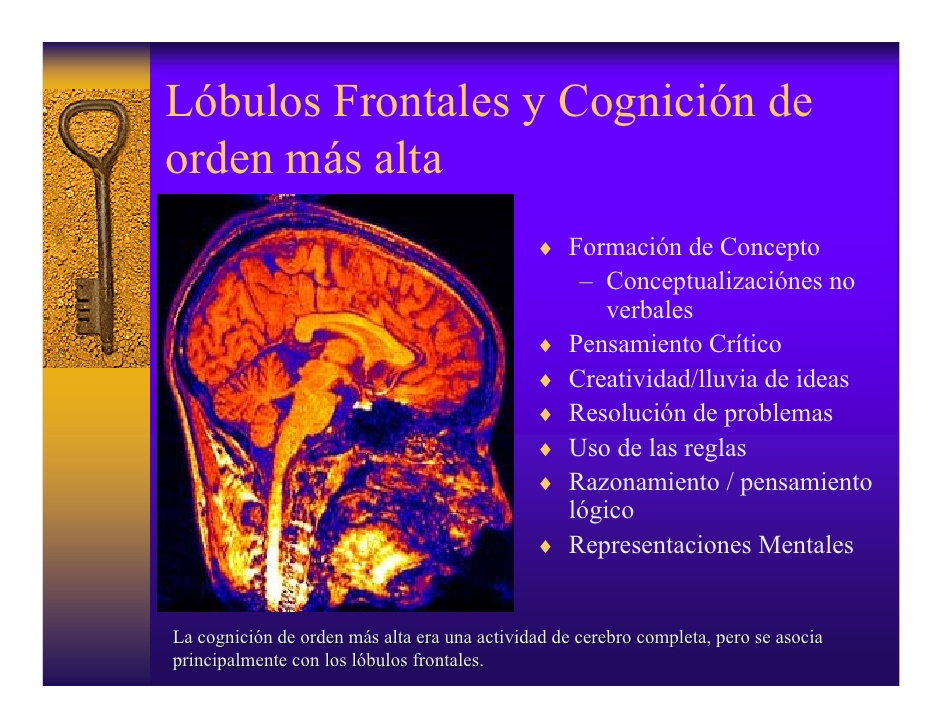 Lóbulos Frontales y Cognición de
orden más alta
♦ Formación de Concepto
– Conceptualizaciónes no
verbales
♦ Pensamiento Crítico
♦ Creatividad/lluvia de ideas
♦ Resolución de problemas
♦ Uso de las reglas
♦ Razonamiento / pensamiento
lógico
♦ Representaciones Mentales
La cognición de orden más alta era una actividad de cerebro completa, pero se asocia
principalmente con los lóbulos frontales.